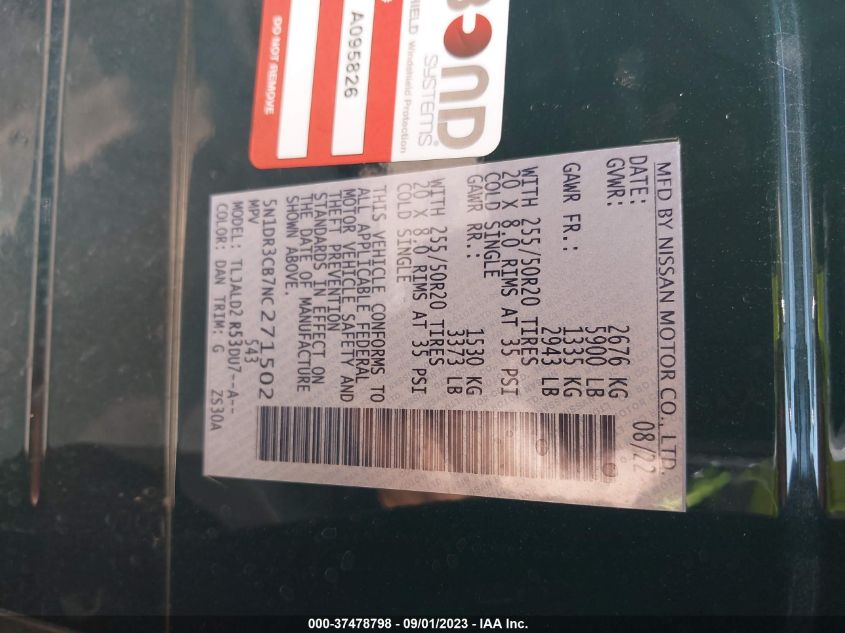 BOND
SYSTEMS®
Windshield Protection
A095826
DO NOT REMOVE
MFD BY NISSAN MOTOR CO., LTD.
DATE: 08/22
GVWR: 2676 KG
5900 LB
GAWR FR.: 1335 KG
2943 LB
WITH 255/50R20 TIRES
20 X 8.0 RIMS AT 35 PSI
COLD SINGLE
GAWR RR.: 1530 KG
3373 LB
WITH 255/50R20 TIRES
20 X 8.0 RIMS AT 35 PSI
COLD SINGLE
THIS VEHICLE CONFORMS TO
ALL APPLICABLE FEDERAL
MOTOR VEHICLE SAFETY AND
THEFT PREVENTION
STANDARDS IN EFFECT ON
THE DATE OF MANUFACTURE
SHOWN ABOVE.
5N1DR3CB7NC271502
MPV 543
MODEL: TLJALD2 R53DU7--A--
COLOR: DAN TRIM: G ZS30A
000-37478798 - 09/01/2023 - IAA Inc.